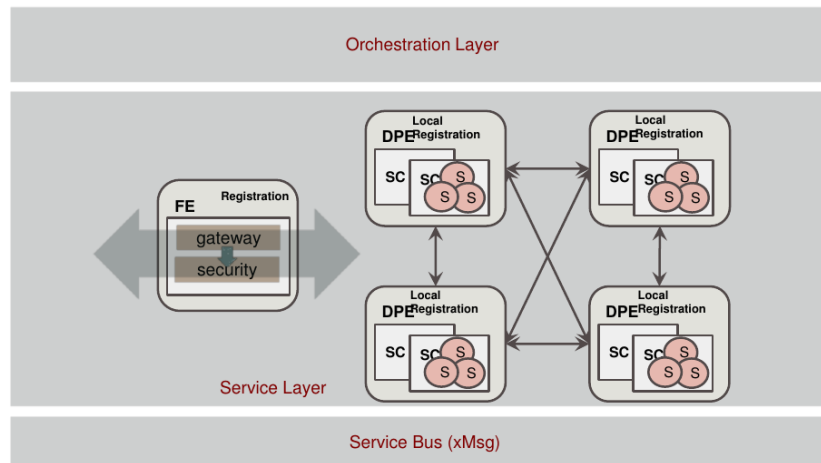 Orchestration Layer
Local
DPE Registration
SC
SC
S
S
S
Local
DPE Registration
SC
SC
S
S
S
Registration
FE
gateway
security
Local
DPE Registration
SC
SC
S
S
S
Local
DPE Registration
SC
SC
S
S
S
Service Layer
Service Bus (xMsg)